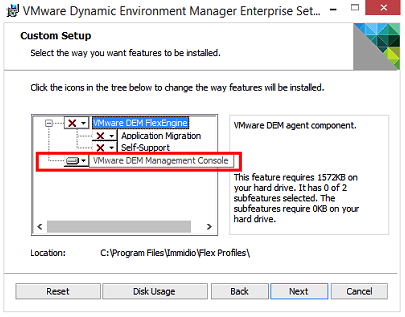 VMware Dynamic Environment Manager Enterprise Set...
Custom Setup
Select the way you want features to be installed.
Click the icons in the tree below to change the way features will be installed.
VMware DEM FlexEngine
Application Migration
Self-Support
VMware DEM Management Console
VMware DEM agent component.
This feature requires 1572KB on
your hard drive. It has 0 of 2
subfeatures selected. The
subfeatures require 0KB on your
hard drive.
Location: C:\Program Files\Immidio\Flex Profiles\
Reset Disk Usage Back Next Cancel